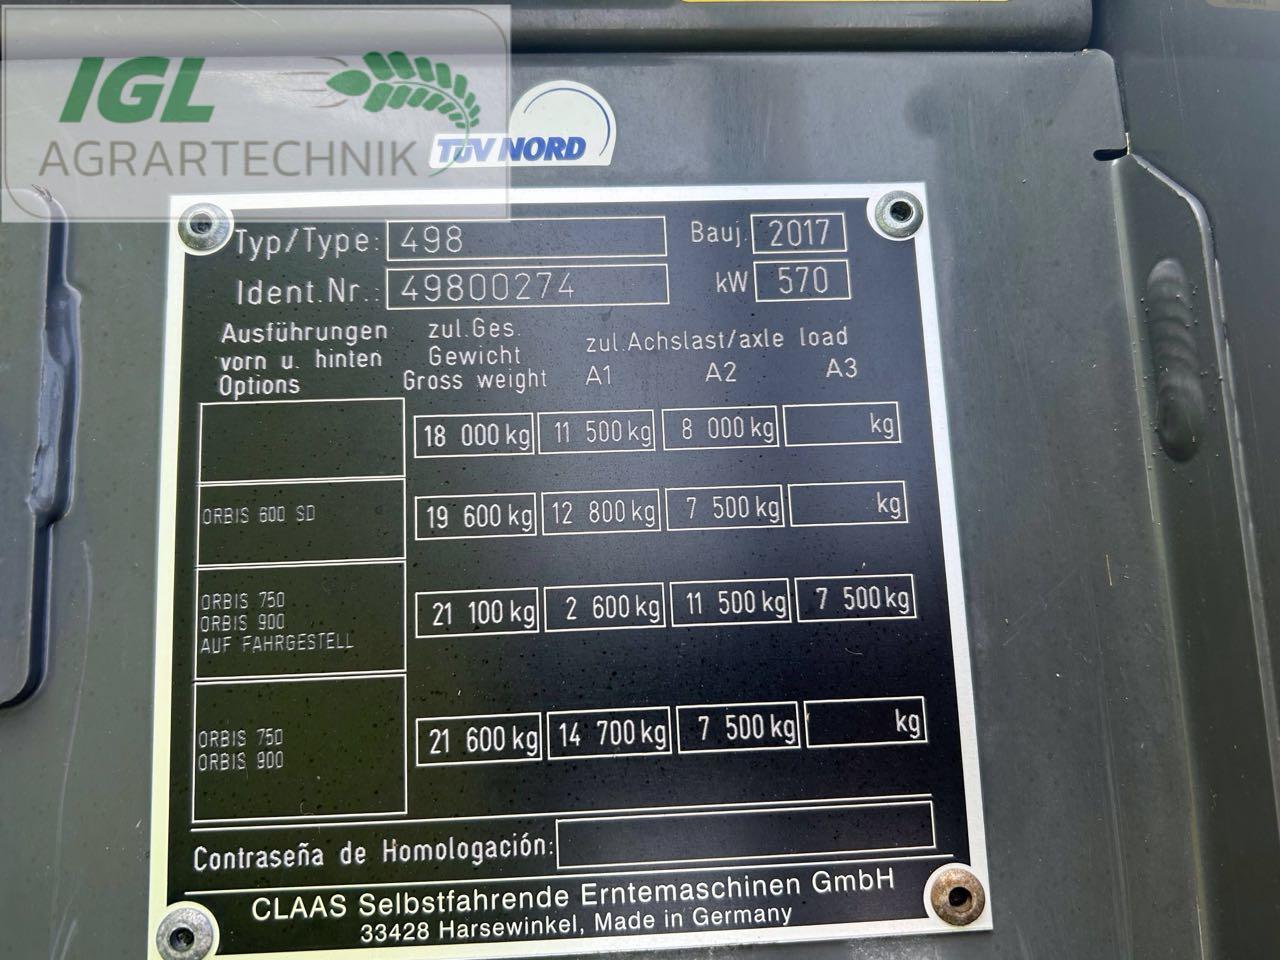 IGL
AGRARTECHNIK
TÜV NORD
Typ/Type: 498 Bauj. 2017
Ident.Nr.: 49800274 kW 570
Ausführungen vorn u. hinten Options
zul.Ges. Gewicht Gross weight
zul.Achslast/axle load
A1 A2 A3
18 000 kg 11 500 kg 8 000 kg kg
ORBIS 600 SD 19 600 kg 12 800 kg 7 500 kg kg
ORBIS 750
ORBIS 900
AUF FAHRGESTELL
21 100 kg 2 600 kg 11 500 kg 7 500 kg
ORBIS 750
ORBIS 900
21 600 kg 14 700 kg 7 500 kg kg
Contraseña de Homologación:
CLAAS Selbstfahrende Erntemaschinen GmbH
33428 Harsewinkel, Made in Germany